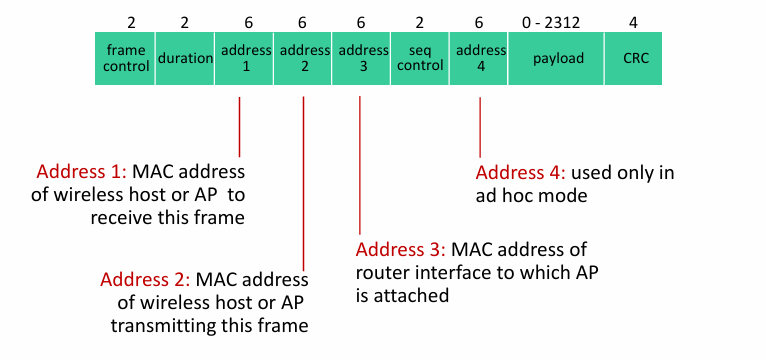 2 2 6 6 6 2 6 0 - 2312 4
frame control
duration
address 1
address 2
address 3
seq control
address 4
payload
CRC
Address 1: MAC address
of wireless host or AP to
receive this frame
Address 2: MAC address
of wireless host or AP
transmitting this frame
Address 3: MAC address of
router interface to which AP
is attached
Address 4: used only in
ad hoc mode